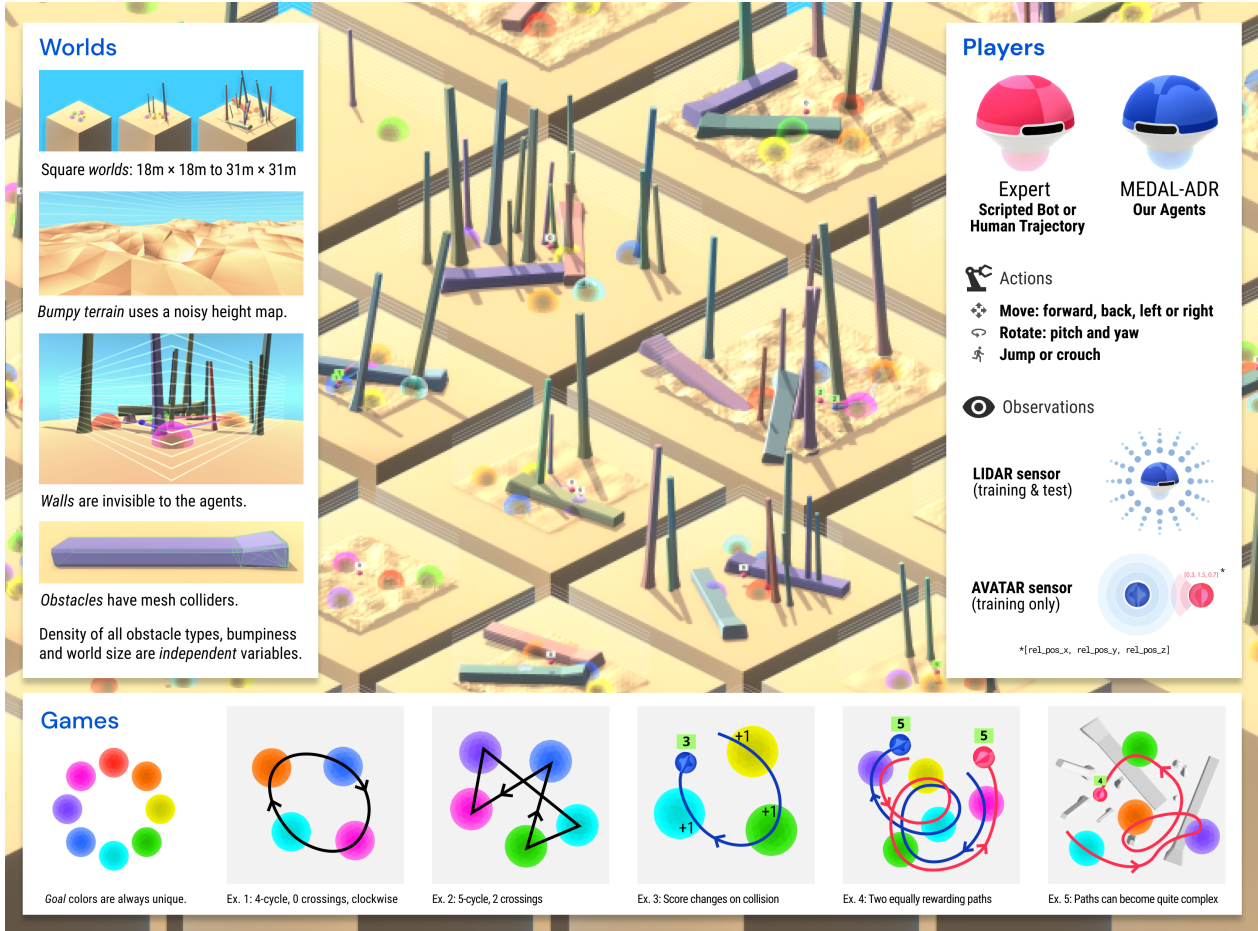 Worlds
Square worlds: 18m × 18m to 31m × 31m
Bumpy terrain uses a noisy height map.
Walls are invisible to the agents.
Obstacles have mesh colliders.
Density of all obstacle types, bumpiness
and world size are independent variables.
Players
Expert
Scripted Bot or
Human Trajectory
MEDAL-ADR
Our Agents
Actions
Move: forward, back, left or right
Rotate: pitch and yaw
Jump or crouch
Observations
LIDAR sensor
(training & test)
AVATAR sensor
(training only)
[0.3, 1.5, 0.7] *
*[rel_pos_x, rel_pos_y, rel_pos_z]
Games
Goal colors are always unique.
Ex. 1: 4-cycle, 0 crossings, clockwise
Ex. 2: 5-cycle, 2 crossings
3
+1
+1
+1
Ex. 3: Score changes on collision
5
5
Ex. 4: Two equally rewarding paths
4
Ex. 5: Paths can become quite complex